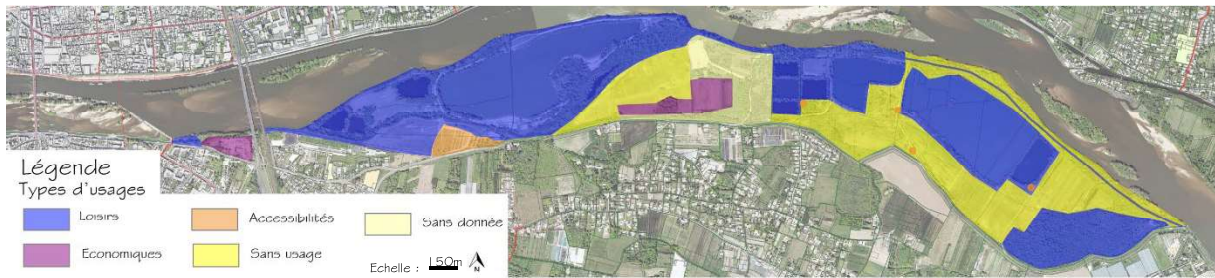 Légende
Types d'usages
Loisirs
Accessibilités
Sans donnée
Economiques
Sans usage
Echelle : 150m
N